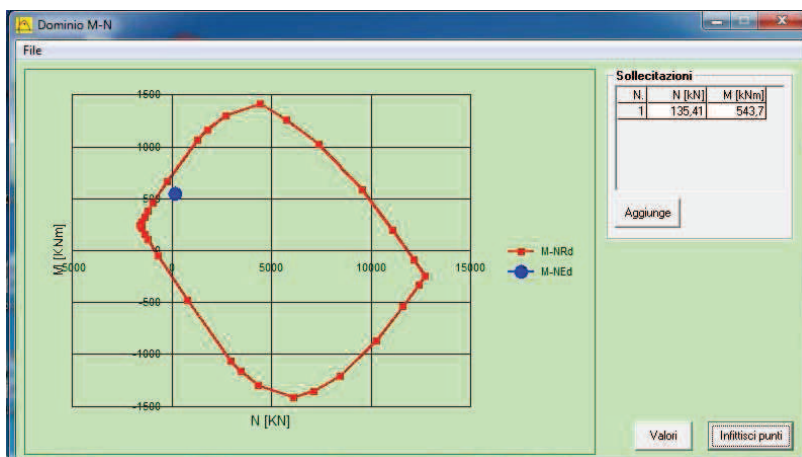 Dominio M-N
File
1500
1000
500
0
-500
-1000
-1500
M [KNm]
-5000 0 5000 10000 15000
N [KN]
M-NRd
M-NEd
Sollecitazioni
N. N [kN] M [kNm]
1 135,41 543,7
Aggiunge
Valori Infittisci punti